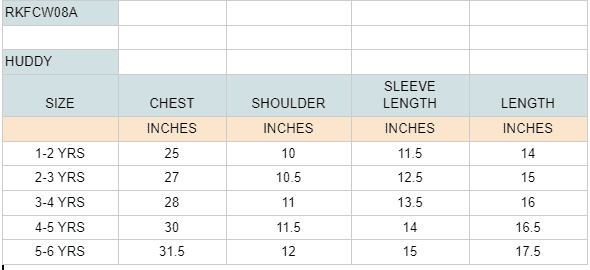 RKFCW08A
HUDDY
SIZE CHEST SHOULDER SLEEVE LENGTH LENGTH
INCHES INCHES INCHES INCHES
1-2 YRS 25 10 11.5 14
2-3 YRS 27 10.5 12.5 15
3-4 YRS 28 11 13.5 16
4-5 YRS 30 11.5 14 16.5
5-6 YRS 31.5 12 15 17.5